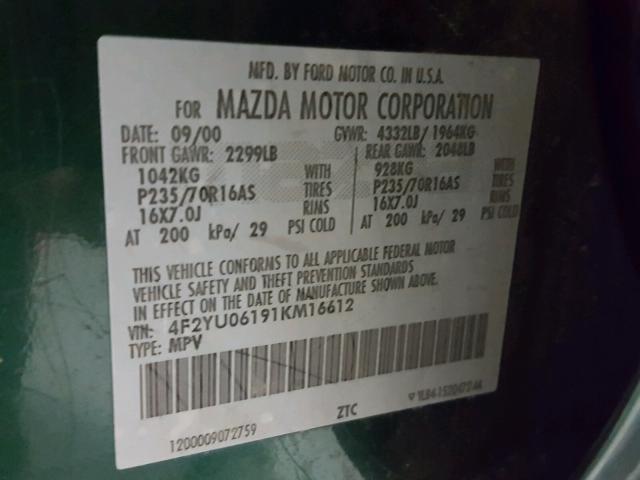 MFD. BY FORD MOTOR CO. IN U.S.A.
FOR MAZDA MOTOR CORPORATION
DATE: 09/00 GVWR: 4332LB/ 1964KG
FRONT GAWR: 2299LB REAR GAWR: 2048LB
1042KG WITH 928KG WITH
P235/70R16AS TIRES P235/70R16AS TIRES
16X7.0J RIMS 16X7.0J RIMS
AT 200 kPa/ 29 PSI COLD AT 200 kPa/ 29 PSI COLD
THIS VEHICLE CONFORMS TO ALL APPLICABLE FEDERAL MOTOR
VEHICLE SAFETY AND THEFT PREVENTION STANDARDS
IN EFFECT ON THE DATE OF MANUFACTURE SHOWN ABOVE.
VIN: 4F2YU06191KM16612
TYPE: MPV
1200009072759 ZTC